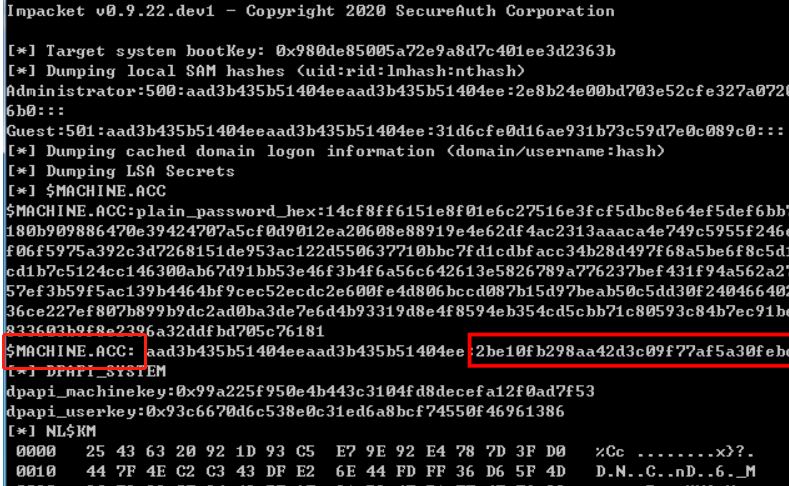 Impacket v0.9.22.dev1 - Copyright 2020 SecureAuth Corporation
[*] Target system bootKey: 0x980de85005a72e9a8d7c401ee3d2363b
[*] Dumping local SAM hashes (uid:rid:lmhash:nthash)
Administrator:500:aad3b435b51404eeaad3b435b51404ee:2e8b24e00bd703e52cfe327a0720
6b0:::
Guest:501:aad3b435b51404eeaad3b435b51404ee:31d6cfe0d16ae931b73c59d7e0c089c0:::
[*] Dumping cached domain logon information (domain/username:hash)
[*] Dumping LSA Secrets
[*] $MACHINE.ACC
$MACHINE.ACC:plain_password_hex:14cf8ff6151e8f01e6c27516e3fcf5dbc8e64ef5def6bb7
180b909886470e39424707a5cf0d9012ea20608e88919e4e62df4ac2313aaaca4e749c5955f246
f06f5975a392c3d7268151de953ac122d550637710bbc7fd1cdbfacc34b28d497f68a5be6f8c5d
cd1b7c5124cc146300ab67d91bb53e46f3b4f6a56c642613e5826789a776237bef431f94a562a2
57ef3b59f5ac139b4464bf9cec52ecdc2e600fe4d806bccd087b15d97beab50c5dd30f24046640
36ce227ef807b899b9dc2ad0ba3de7e6d4b93319d8e4f8594eb354cd5cbb71c80593c84b7ec91b
833603b9f8e2396a32ddfbd705c76181
$MACHINE.ACC: aad3b435b51404eeaad3b435b51404ee:2be10fb298aa42d3c09f77af5a30feb
[*] DPAPI_SYSTEM
dpapi_machinekey:0x99a225f950e4b443c3104fd8decefa12f0ad7f53
dpapi_userkey:0x93c6670d6c538e0c31ed6a8bcf74550f46961386
[*] NL$KM
0000 25 43 63 20 92 1D 93 C5 E7 9E 92 E4 78 7D 3F D0 %Cc ........x}?.
0010 44 7F 4E C2 C3 43 DF E2 6E 44 FD FF 36 D6 5F 4D D.N..C..nD..6._M